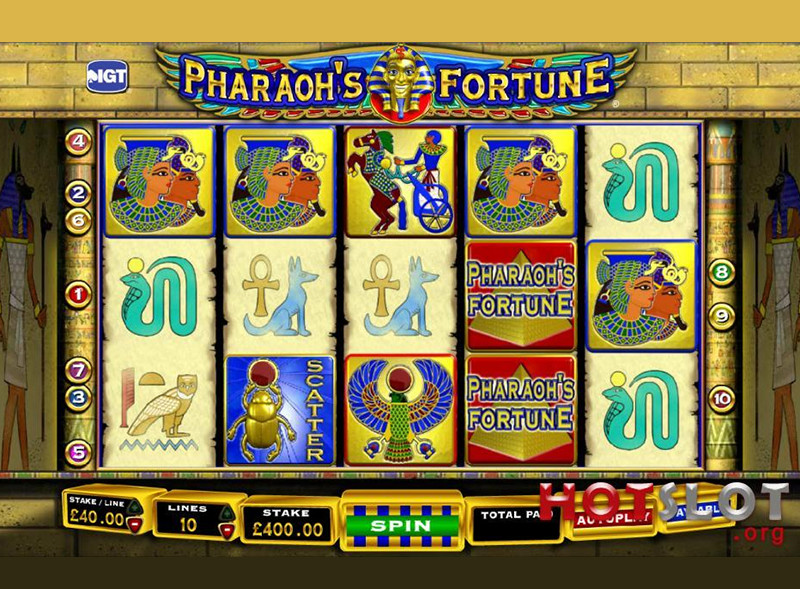 IGT
PHARAOH'S FORTUNE
4
2
6
1
7
3
5
8
9
10
PHARAOH'S
FORTUNE
SCATTER
PHARAOH'S
FORTUNE
STAKE / LINE
£40.00
LINES
10
STAKE
£400.00
SPIN
TOTAL
AUTOPLAY
HOTSLOT
.org